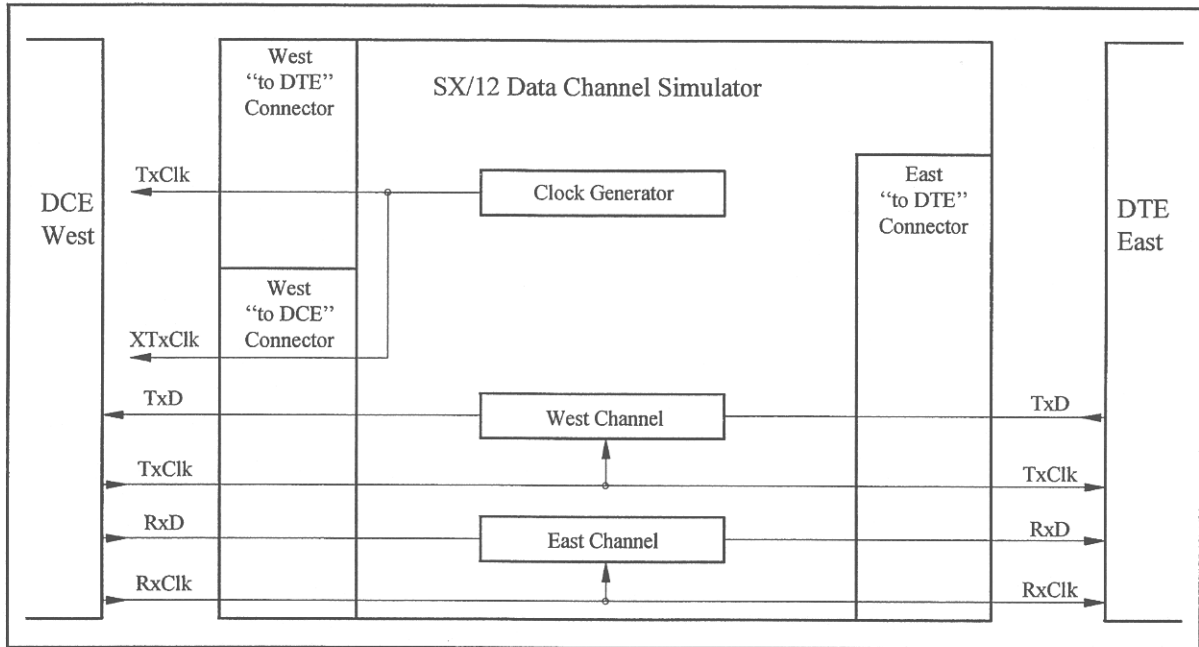 West
“to DTE”
Connector
SX/12 Data Channel Simulator
TxClk
Clock Generator
East
“to DTE”
Connector
DCE
West
DTE
East
West
“to DCE”
Connector
XTxClk
TxD
West Channel
TxD
TxClk
TxClk
RxD
East Channel
RxD
RxClk
RxClk